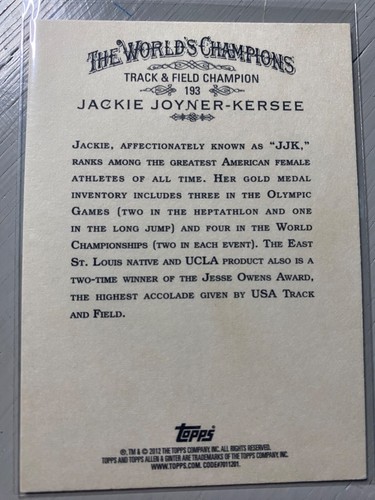 The World's Champions
TRACK & FIELD CHAMPION
193
JACKIE JOYNER-KERSEE
JACKIE, AFFECTIONATELY KNOWN AS "JJK,"
RANKS AMONG THE GREATEST AMERICAN FEMALE
ATHLETES OF ALL TIME. HER GOLD MEDAL
INVENTORY INCLUDES THREE IN THE OLYMPIC
GAMES (TWO IN THE HEPTATHLON AND ONE
IN THE LONG JUMP) AND FOUR IN THE WORLD
CHAMPIONSHIPS (TWO IN EACH EVENT). THE EAST
ST. LOUIS NATIVE AND UCLA PRODUCT ALSO IS A
TWO-TIME WINNER OF THE JESSE OWENS AWARD,
THE HIGHEST ACCOLADE GIVEN BY USA TRACK
AND FIELD.
Topps
®, TM & © 2012 THE TOPPS COMPANY, INC. ALL RIGHTS RESERVED.
TOPPS AND TOPPS ALLEN & GINTER ARE TRADEMARKS OF THE TOPPS COMPANY, INC.
WWW.TOPPS.COM. CODE#7011201.